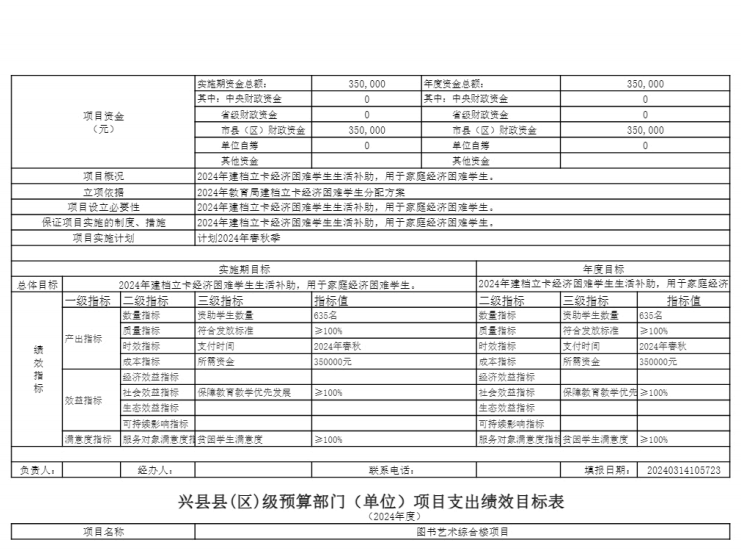 项目资金（元） 实施期资金总额： 350,000 年度资金总额： 350,000
其中：中央财政资金 0 其中：中央财政资金 0
省级财政资金 0 省级财政资金 0
市县（区）财政资金 350,000 市县（区）财政资金 350,000
单位自筹 0 单位自筹 0
其他资金 其他资金
项目概况 2024年建档立卡经济困难学生生活补助，用于家庭经济困难学生。
立项依据 2024年教育局建档立卡经济困难学生分配方案
项目设立必要性 2024年建档立卡经济困难学生生活补助，用于家庭经济困难学生。
保证项目实施的制度、措施 2024年建档立卡经济困难学生生活补助，用于家庭经济困难学生。
项目实施计划 计划2024年春秋季
实施期目标 年度目标
总体目标 2024年建档立卡经济困难学生生活补助，用于家庭经济困难学生。 2024年建档立卡经济困难学生生活补助，用于家庭经济
绩效指标 一级指标 二级指标 三级指标 指标值 二级指标 三级指标 指标值
产出指标 数量指标 资助学生数量 635名 数量指标 资助学生数量 635名
质量指标 符合发放标准 ≥100% 质量指标 符合发放标准 ≥100%
时效指标 支付时间 2024年春秋 时效指标 支付时间 2024年春秋
成本指标 所需资金 350000元 成本指标 所需资金 350000元
效益指标 经济效益指标 经济效益指标
社会效益指标 保障教育教学优先发展 ≥100% 社会效益指标 保障教育教学优先 ≥100%
生态效益指标 生态效益指标
可持续影响指标 可持续影响指标
满意度指标 服务对象满意度指标 贫困学生满意度 ≥100% 服务对象满意度指标 贫困学生满意度 ≥100%
负责人： 经办人： 联系电话： 填报日期： 20240314105723
兴县县(区)级预算部门（单位）项目支出绩效目标表
（2024年度）
项目名称 图书艺术综合楼项目